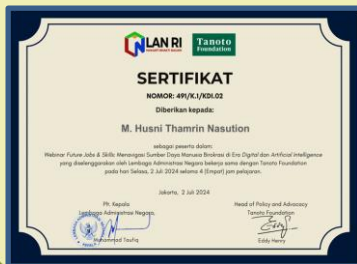 LAN RI
Tanoto
Foundation
SERTIFIKAT
NOMOR: 491/K.1/KDI.02
Diberikan kepada:
M. Husni Thamrin Nasution
sebagai peserta dalam:
Webinar Future Jobs & Skills Menavigasi Sumber Daya Manusia Birokrasi di Era Digital dan Artificial Intelligence
yang diselenggarakan oleh Lembaga Administrasi Negara bekerja sama dengan Tanoto Foundation
pada hari Selasa, 2 Juli 2024 selama 4 (Empat) jam pelajaran.
Jakarta, 2 Juli 2024
Plt. Kepala
Lembaga Administrasi Negara,
Muhammad Taufiq
Head of Policy and Advocacy
Tanoto Foundation
Eddy Henry